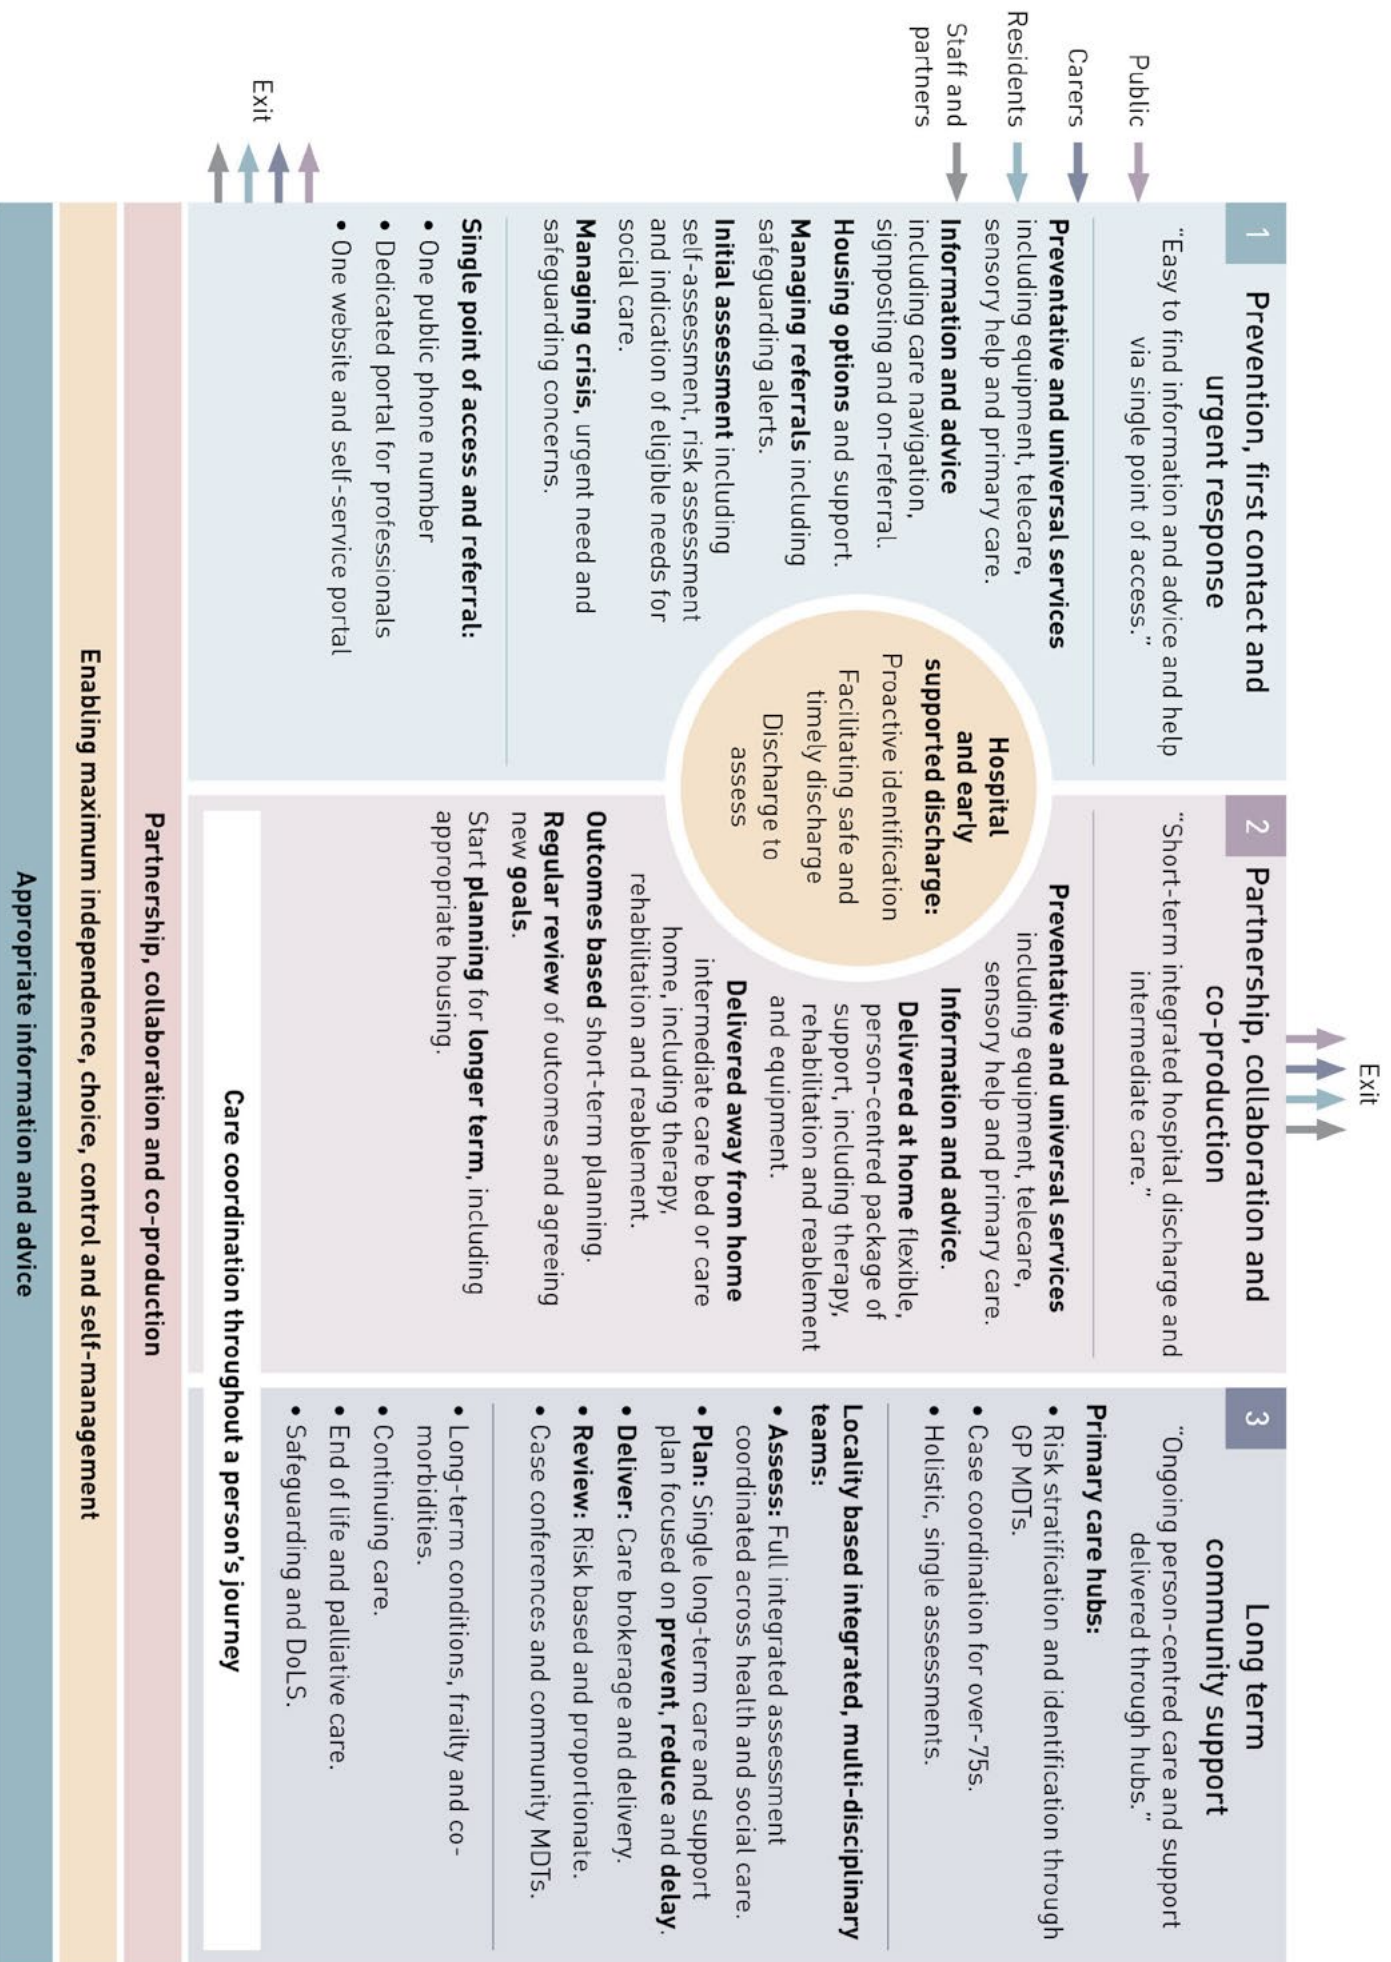 Exit
Public
Carers
Residents
Staff and
partners
Exit
1
Prevention, first contact and
urgent response
“Easy to find information and advice and help
via single point of access.”
Preventative and universal services
including equipment, telecare,
sensory help and primary care.
Information and advice
including care navigation,
signposting and on-referral.
Housing options and support.
Managing referrals including
safeguarding alerts.
Initial assessment including
self-assessment, risk assessment
and indication of eligible needs for
social care.
Managing crisis, urgent need and
safeguarding concerns.
Single point of access and referral:
• One public phone number
• Dedicated portal for professionals
• One website and self-service portal
Hospital
and early
supported discharge:
Proactive identification
Facilitating safe and
timely discharge
Discharge to
assess
2
Partnership, collaboration and
co-production
“Short-term integrated hospital discharge and
intermediate care.”
Preventative and universal services
including equipment, telecare,
sensory help and primary care.
Information and advice.
Delivered at home flexible,
person-centred package of
support, including therapy,
rehabilitation and reablement
and equipment.
Delivered away from home
intermediate care bed or care
home, including therapy,
rehabilitation and reablement.
Outcomes based short-term planning.
Regular review of outcomes and agreeing
new goals.
Start planning for longer term, including
appropriate housing.
3
Long term
community support
“Ongoing person-centred care and support
delivered through hubs.”
Primary care hubs:
• Risk stratification and identification through
GP MDTs.
• Case coordination for over-75s.
• Holistic, single assessments.
Locality based integrated, multi-disciplinary
teams:
• Assess: Full integrated assessment
coordinated across health and social care.
• Plan: Single long-term care and support
plan focused on prevent, reduce and delay.
• Deliver: Care brokerage and delivery.
• Review: Risk based and proportionate.
• Case conferences and community MDTs.
• Long-term conditions, frailty and co-
morbidities.
• Continuing care.
• End of life and palliative care.
• Safeguarding and DoLS.
Care coordination throughout a person's journey
Partnership, collaboration and co-production
Enabling maximum independence, choice, control and self-management
Appropriate information and advice